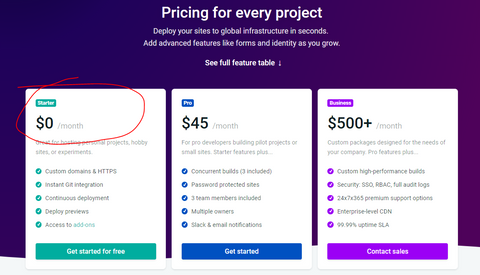 Pricing for every project
Deploy your sites to global infrastructure in seconds.
Add advanced features like forms and identity as you grow.
See full feature table ↓
Starter
$0 /month
Great for hosting personal projects, hobby
sites, or experiments.
Custom domains & HTTPS
Instant Git integration
Continuous deployment
Deploy previews
Access to add-ons
Get started for free
Pro
$45 /month
For pro developers building pilot projects or
small sites. Starter features plus...
Concurrent builds (3 included)
Password protected sites
3 team members included
Multiple owners
Slack & email notifications
Get started
Business
$500+ /month
Custom packages designed for the needs of
your company. Pro features plus...
Custom high-performance builds
Security: SSO, RBAC, full audit logs
24x7x365 premium support options
Enterprise-level CDN
99.99% uptime SLA
Contact sales